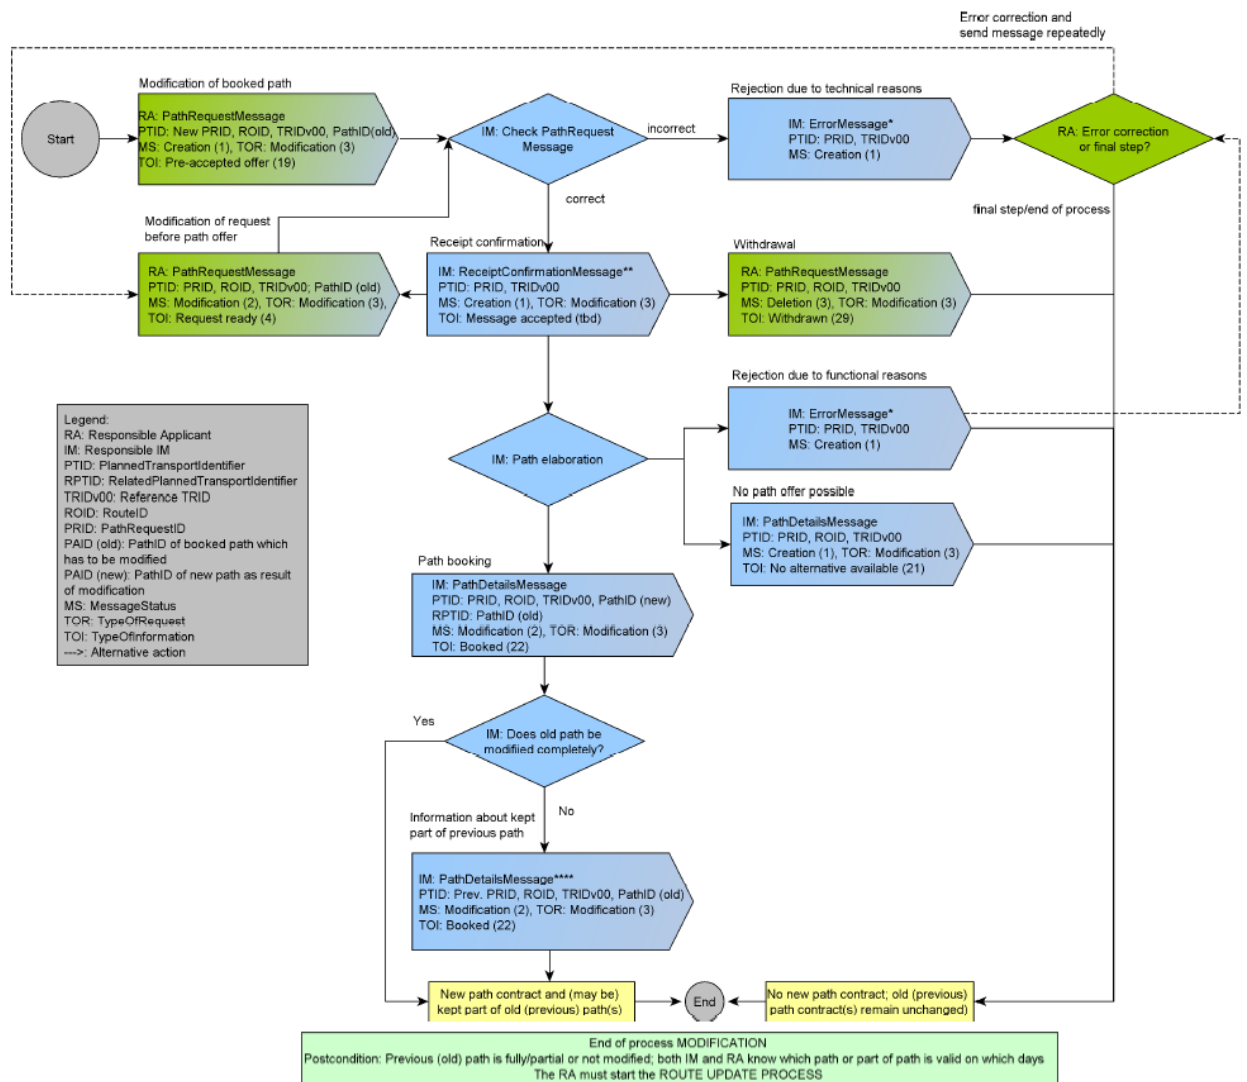 Error correction and
send message repeatedly
Modification of booked path
Start
RA: PathRequestMessage
PTID: New PRID, ROID, TRIDv00, PathID(old)
MS: Creation (1), TOR: Modification (3)
TOI: Pre-accepted offer (19)
IM: Check PathRequest
Message
incorrect
Rejection due to technical reasons
IM: ErrorMessage*
PTID: PRID, TRIDv00
MS: Creation (1)
RA: Error correction
or final step?
correct
final step/end of process
Modification of request
before path offer
RA: PathRequestMessage
PTID: PRID, ROID, TRIDv00; PathID (old)
MS: Modification (2), TOR: Modification (3),
TOI: Request ready (4)
Receipt confirmation
IM: ReceiptConfirmationMessage**
PTID: PRID, TRIDv00
MS: Creation (1), TOR: Modification (3)
TOI: Message accepted (tbd)
Withdrawal
RA: PathRequestMessage
PTID: PRID, ROID, TRIDv00
MS: Deletion (3), TOR: Modification (3)
TOI: Withdrawn (29)
Rejection due to functional reasons
IM: ErrorMessage*
PTID: PRID, TRIDv00
MS: Creation (1)
Legend:
RA: Responsible Applicant
IM: Responsible IM
PTID: PlannedTransportIdentifier
RPTID: RelatedPlannedTransportIdentifier
TRIDv00: Reference TRID
ROID: RouteID
PRID: PathRequestID
PAID (old): PathID of booked path which
has to be modified
PAID (new): PathID of new path as result
of modification
MS: MessageStatus
TOR: TypeOfRequest
TOI: TypeOfInformation
--->: Alternative action
IM: Path elaboration
No path offer possible
IM: PathDetailsMessage
PTID: PRID, ROID, TRIDv00
MS: Creation (1), TOR: Modification (3)
TOI: No alternative available (21)
Path booking
IM: PathDetailsMessage
PTID: PRID, ROID, TRIDv00, PathID (new)
RPTID: PathID (old)
MS: Modification (2), TOR: Modification (3)
TOI: Booked (22)
Yes
IM: Does old path be
modifiied completely?
No
Information about kept
part of previous path
IM: PathDetailsMessage****
PTID: Prev. PRID, ROID, TRIDv00, PathID (old)
MS: Modification (2), TOR: Modification (3)
TOI: Booked (22)
New path contract and (may be)
kept part of old (previous) path(s)
End
No new path contract; old (previous)
path contract(s) remain unchanged)
End of process MODIFICATION
Postcondition: Previous (old) path is fully/partial or not modified; both IM and RA know which path or part of path is valid on which days
The RA must start the ROUTE UPDATE PROCESS